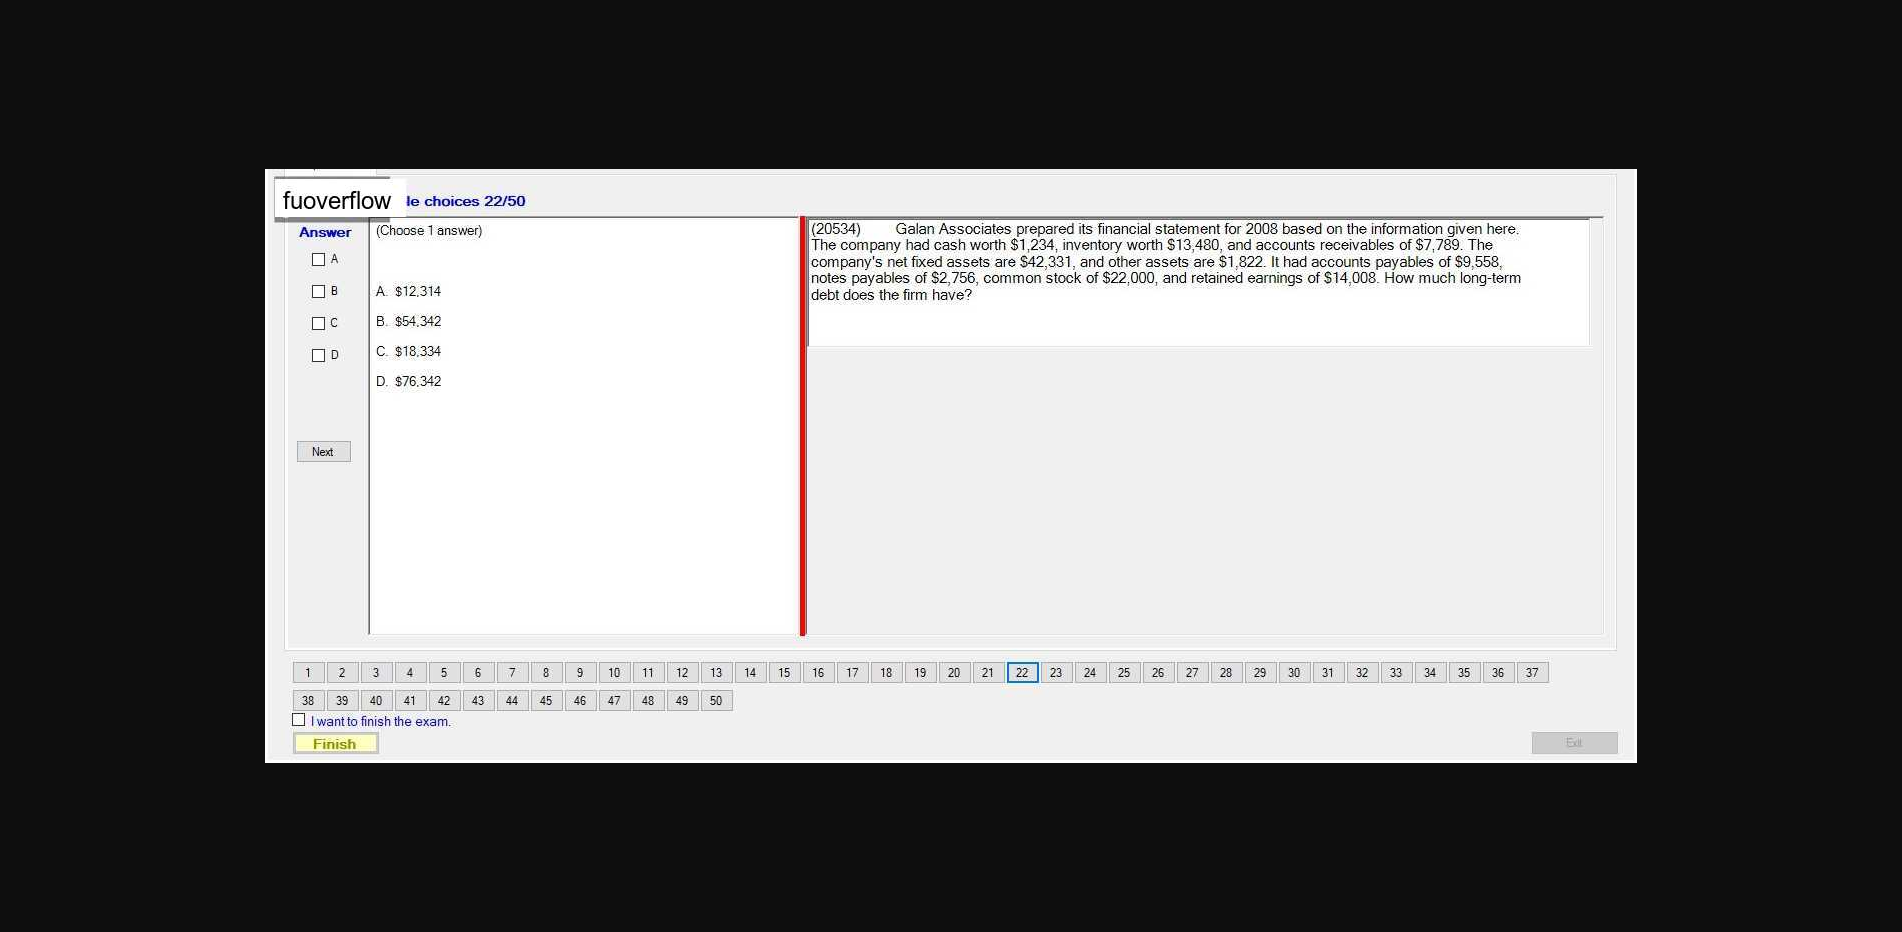 fuoverflow
le choices 22/50
Answer
A
B
C
D
Next
(Choose 1 answer)
A. $12,314
B. $54,342
C. $18,334
D. $76,342
(20534) Galan Associates prepared its financial statement for 2008 based on the information given here.
The company had cash worth $1,234, inventory worth $13,480, and accounts receivables of $7,789. The
company's net fixed assets are $42,331, and other assets are $1,822. It had accounts payables of $9,558,
notes payables of $2,756, common stock of $22,000, and retained earnings of $14,008. How much long-term
debt does the firm have?
1 2 3 4 5 6 7 8 9 10 11 12 13 14 15 16 17 18 19 20 21 22 23 24 25 26 27 28 29 30 31 32 33 34 35 36 37
38 39 40 41 42 43 44 45 46 47 48 49 50
I want to finish the exam.
Finish
Exit